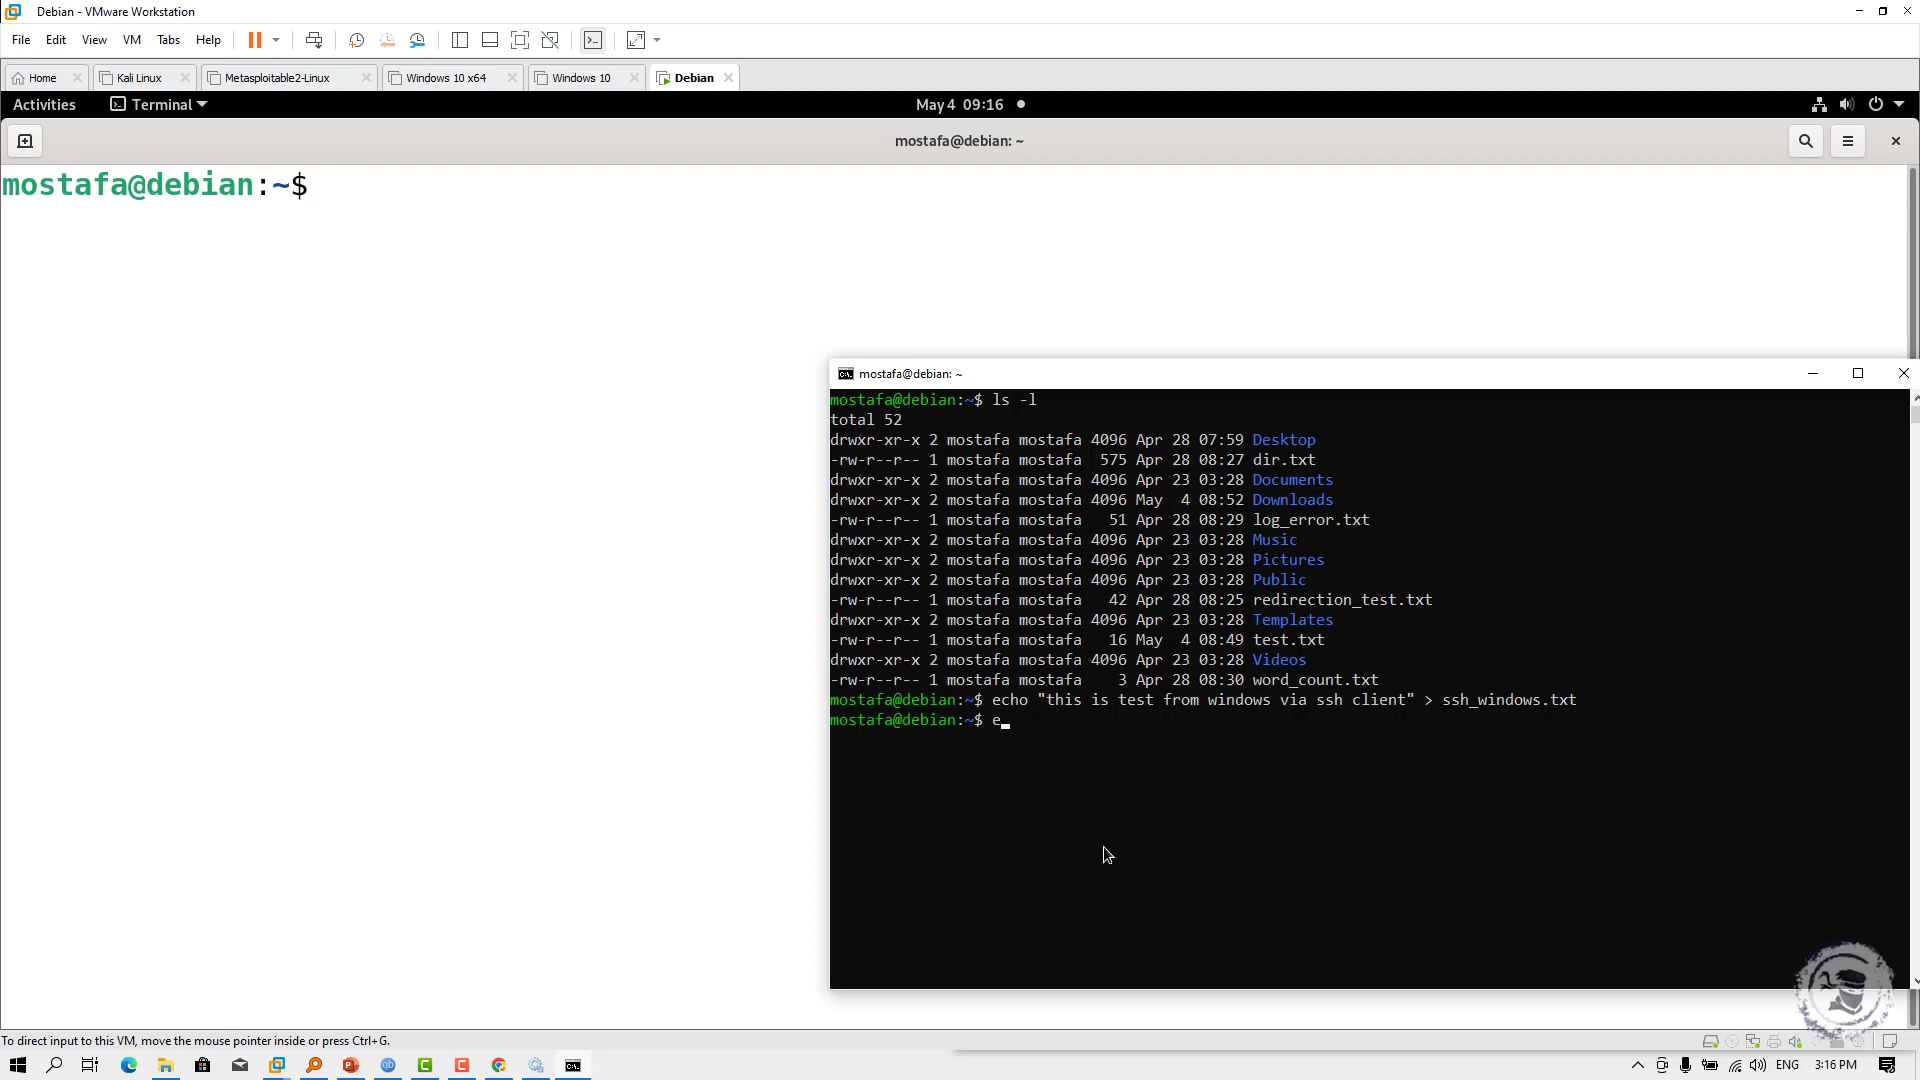 Debian - VMware Workstation
File Edit View VM Tabs Help
Home Kali Linux Metasploitable2-Linux Windows 10 x64 Windows 10 Debian
Activities Terminal May 4 09:16
mostafa@debian: ~
mostafa@debian:~$
mostafa@debian: ~
mostafa@debian:~$ ls -l
total 52
drwxr-xr-x 2 mostafa mostafa 4096 Apr 28 07:59 Desktop
-rw-r--r-- 1 mostafa mostafa  575 Apr 28 08:27 dir.txt
drwxr-xr-x 2 mostafa mostafa 4096 Apr 23 03:28 Documents
drwxr-xr-x 2 mostafa mostafa 4096 May  4 08:52 Downloads
-rw-r--r-- 1 mostafa mostafa   51 Apr 28 08:29 log_error.txt
drwxr-xr-x 2 mostafa mostafa 4096 Apr 23 03:28 Music
drwxr-xr-x 2 mostafa mostafa 4096 Apr 23 03:28 Pictures
drwxr-xr-x 2 mostafa mostafa 4096 Apr 23 03:28 Public
-rw-r--r-- 1 mostafa mostafa   42 Apr 28 08:25 redirection_test.txt
drwxr-xr-x 2 mostafa mostafa 4096 Apr 23 03:28 Templates
-rw-r--r-- 1 mostafa mostafa   16 May  4 08:49 test.txt
drwxr-xr-x 2 mostafa mostafa 4096 Apr 23 03:28 Videos
-rw-r--r-- 1 mostafa mostafa    3 Apr 28 08:30 word_count.txt
mostafa@debian:~$ echo "this is test from windows via ssh client" > ssh_windows.txt
mostafa@debian:~$ e
To direct input to this VM, move the mouse pointer inside or press Ctrl+G.
ENG 3:16 PM